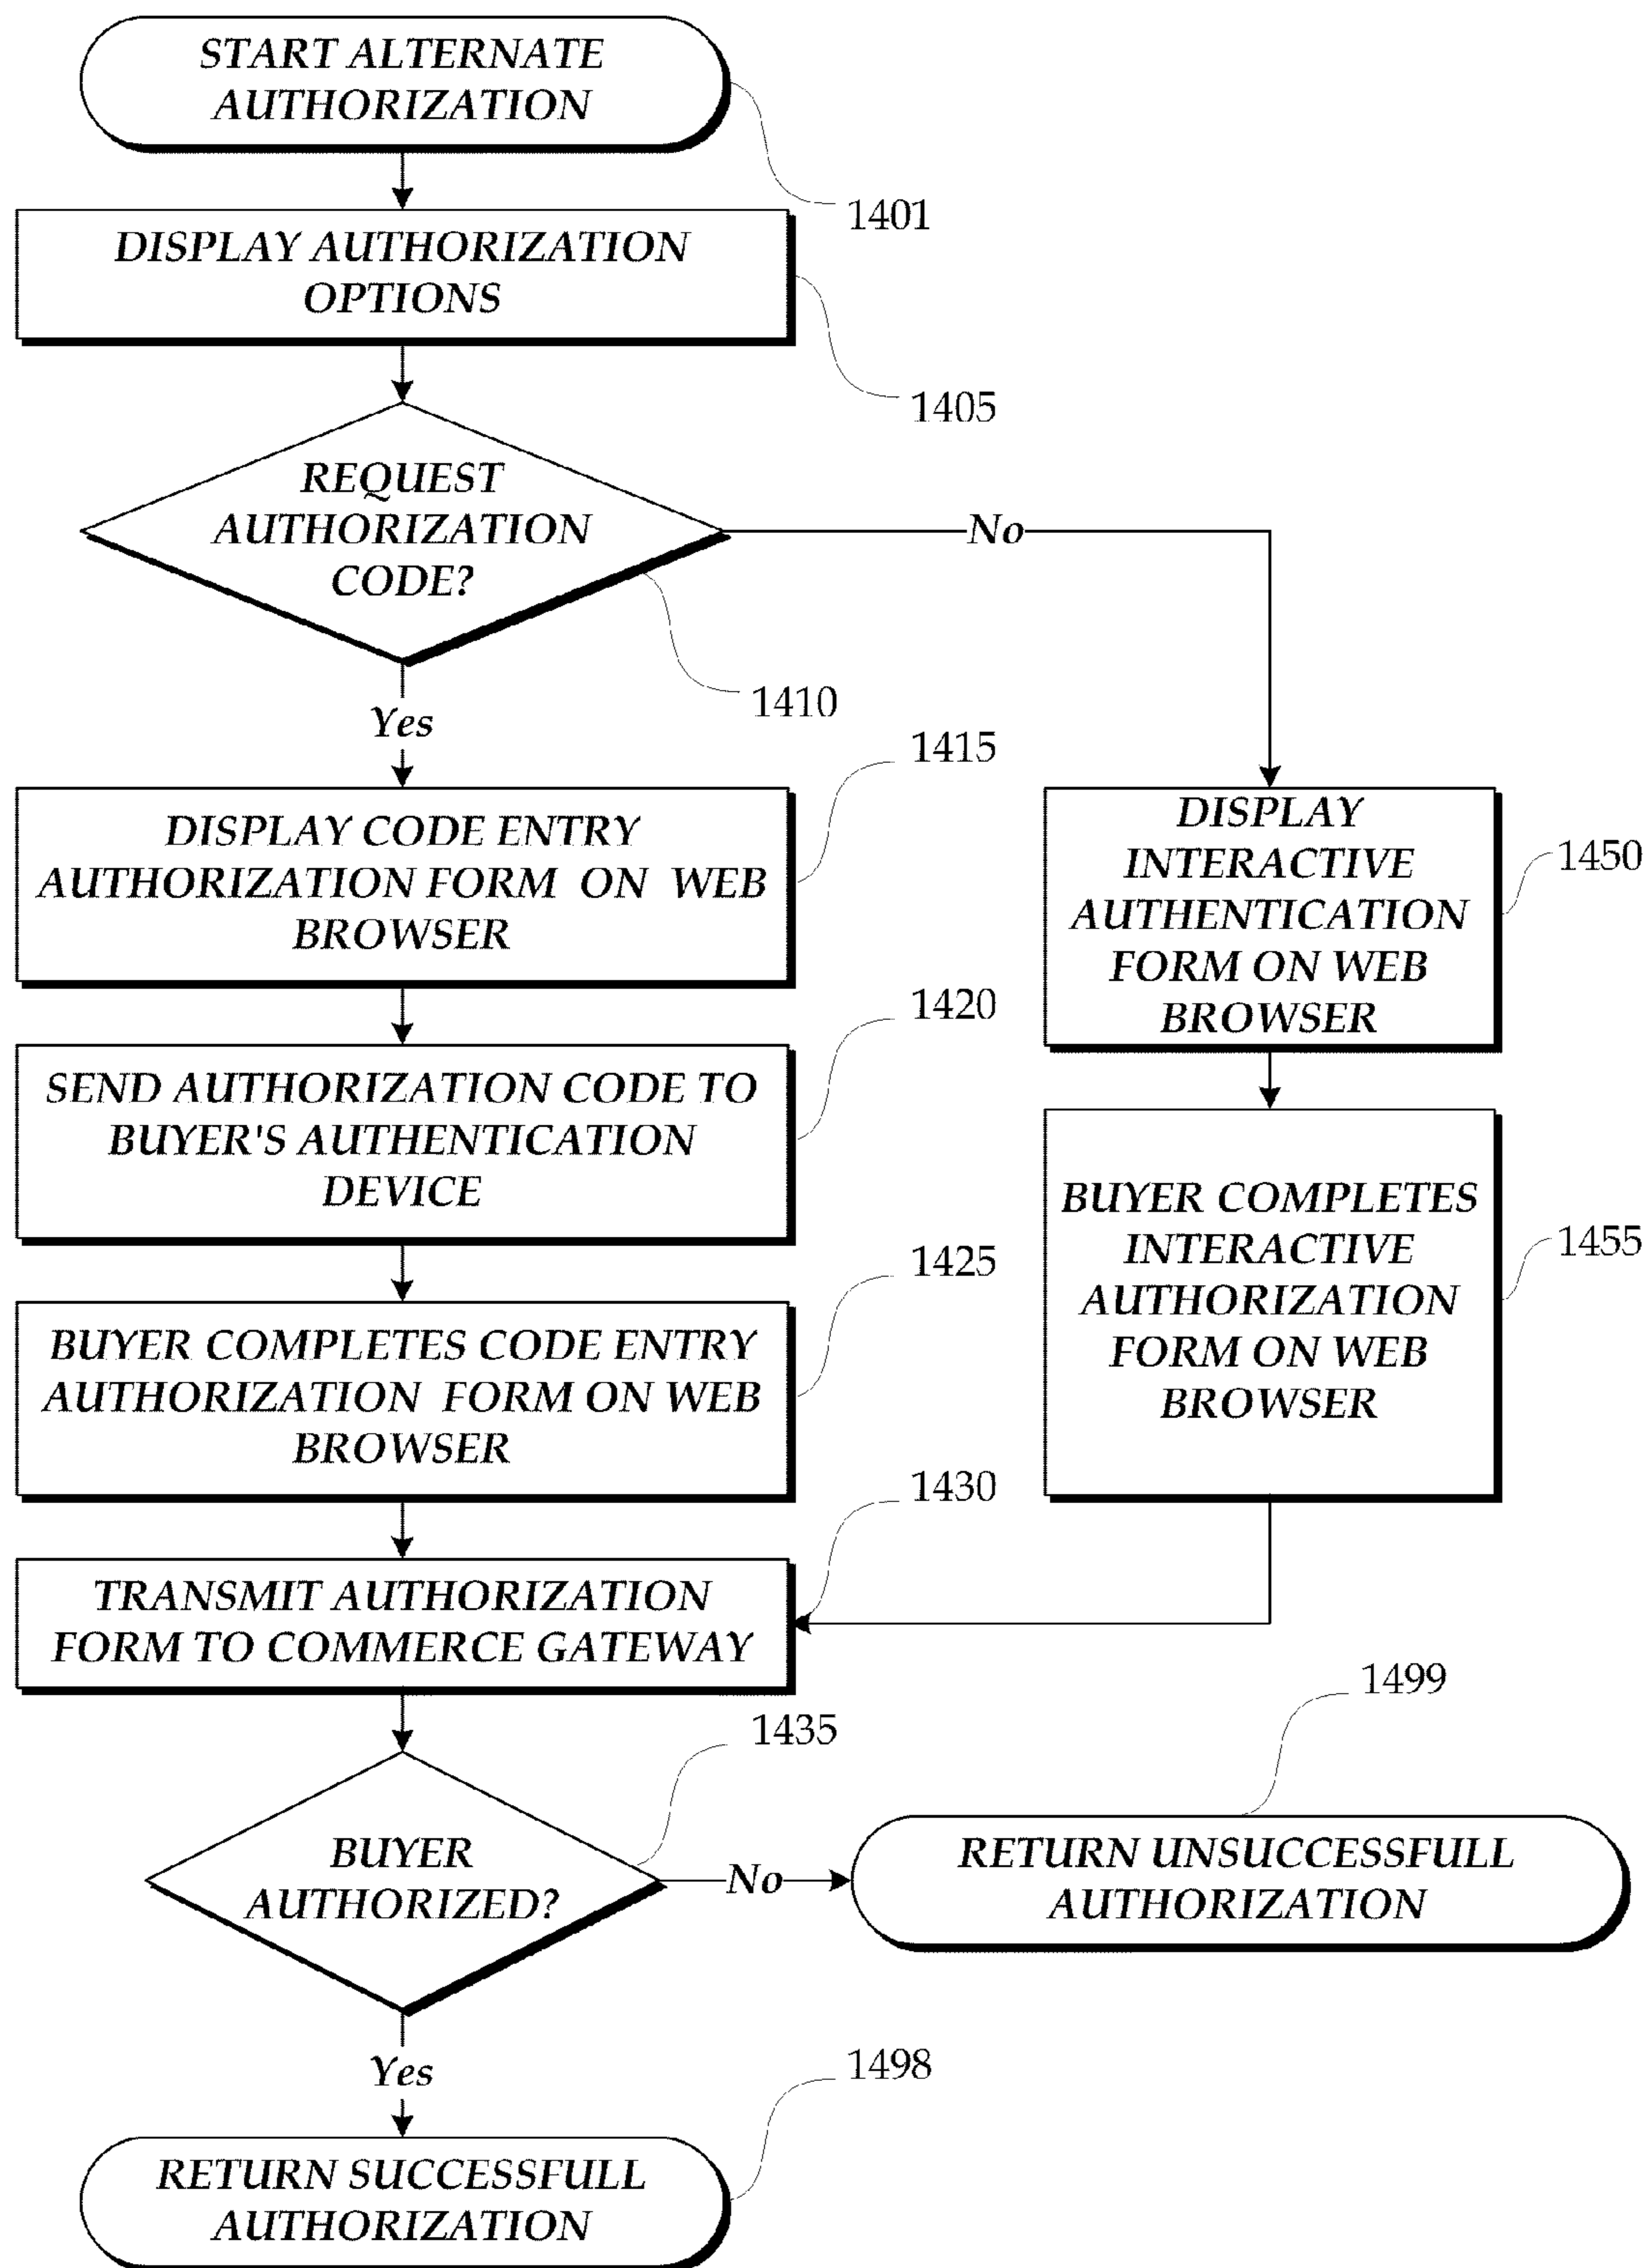 START ALTERNATE
AUTHORIZATION
1401
DISPLAY AUTHORIZATION
OPTIONS
1405
REQUEST
AUTHORIZATION
CODE?
No
1410
Yes
1415
DISPLAY CODE ENTRY
AUTHORIZATION FORM ON WEB
BROWSER
DISPLAY
INTERACTIVE
AUTHENTICATION
FORM ON WEB
BROWSER
1450
1420
SEND AUTHORIZATION CODE TO
BUYER'S AUTHENTICATION
DEVICE
BUYER COMPLETES
INTERACTIVE
AUTHORIZATION
FORM ON WEB
BROWSER
1455
1425
BUYER COMPLETES CODE ENTRY
AUTHORIZATION FORM ON WEB
BROWSER
1430
TRANSMIT AUTHORIZATION
FORM TO COMMERCE GATEWAY
1499
1435
BUYER
AUTHORIZED?
No
RETURN UNSUCCESSFULL
AUTHORIZATION
Yes
1498
RETURN SUCCESSFULL
AUTHORIZATION